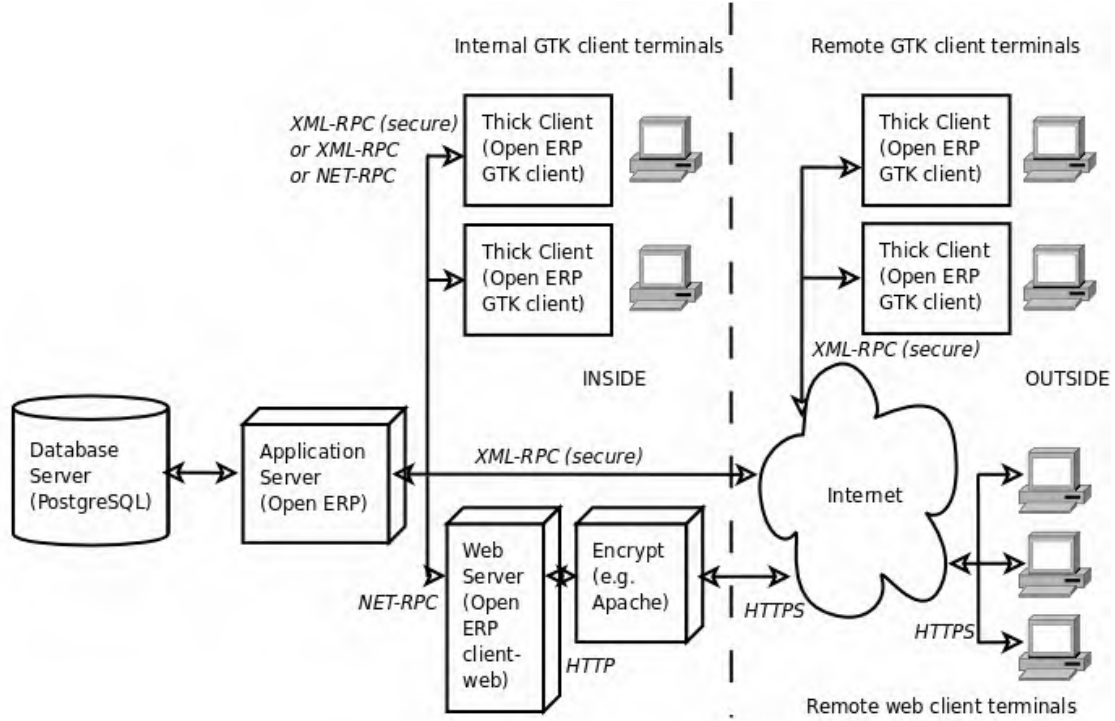 Internal GTK client terminals
Remote GTK client terminals
XML-RPC (secure)
or XML-RPC
or NET-RPC
Thick Client
(Open ERP
GTK client)
Thick Client
(Open ERP
GTK client)
Thick Client
(Open ERP
GTK client)
Thick Client
(Open ERP
GTK client)
XML-RPC (secure)
INSIDE
OUTSIDE
Database
Server
(PostgreSQL)
Application
Server
(Open ERP)
XML-RPC (secure)
Internet
Web
Server
(Open
ERP
client-
web)
Encrypt
(e.g.
Apache)
NET-RPC
HTTP
HTTPS
HTTPS
Remote web client terminals